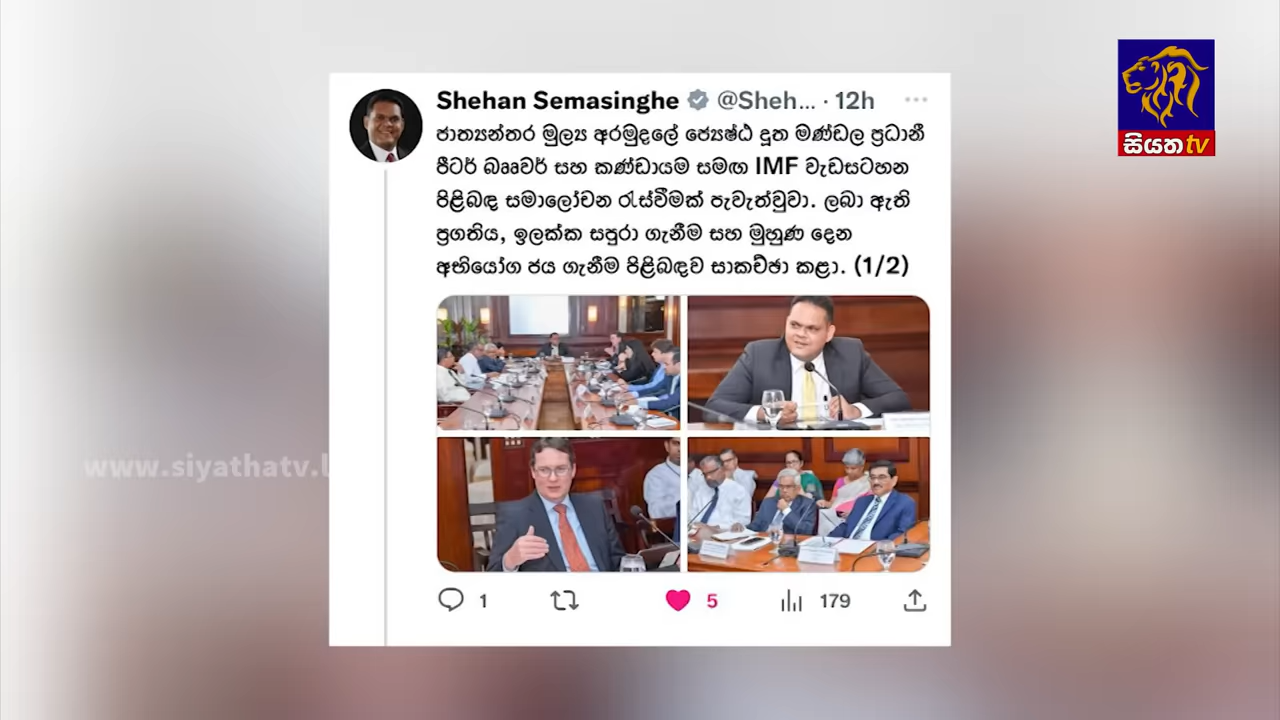 සියත tv
Shehan Semasinghe @Sheh... · 12h
ජාත්‍යන්තර මුල්‍ය අරමුදලේ ජ්‍යෙෂ්ඨ දූත මණ්ඩල ප්‍රධානී
පීටර් බෲවර් සහ කණ්ඩායම සමඟ IMF වැඩසටහන
පිළිබඳ සමාලෝචන රැස්වීමක් පැවැත්වුවා. ලබා ඇති
ප්‍රගතිය, ඉලක්ක සපුරා ගැනීම සහ මුහුණ දෙන
අභියෝග ජය ගැනීම පිළිබඳව සාකච්ඡා කළා. (1/2)
www.siyathatv.l
1 5 179